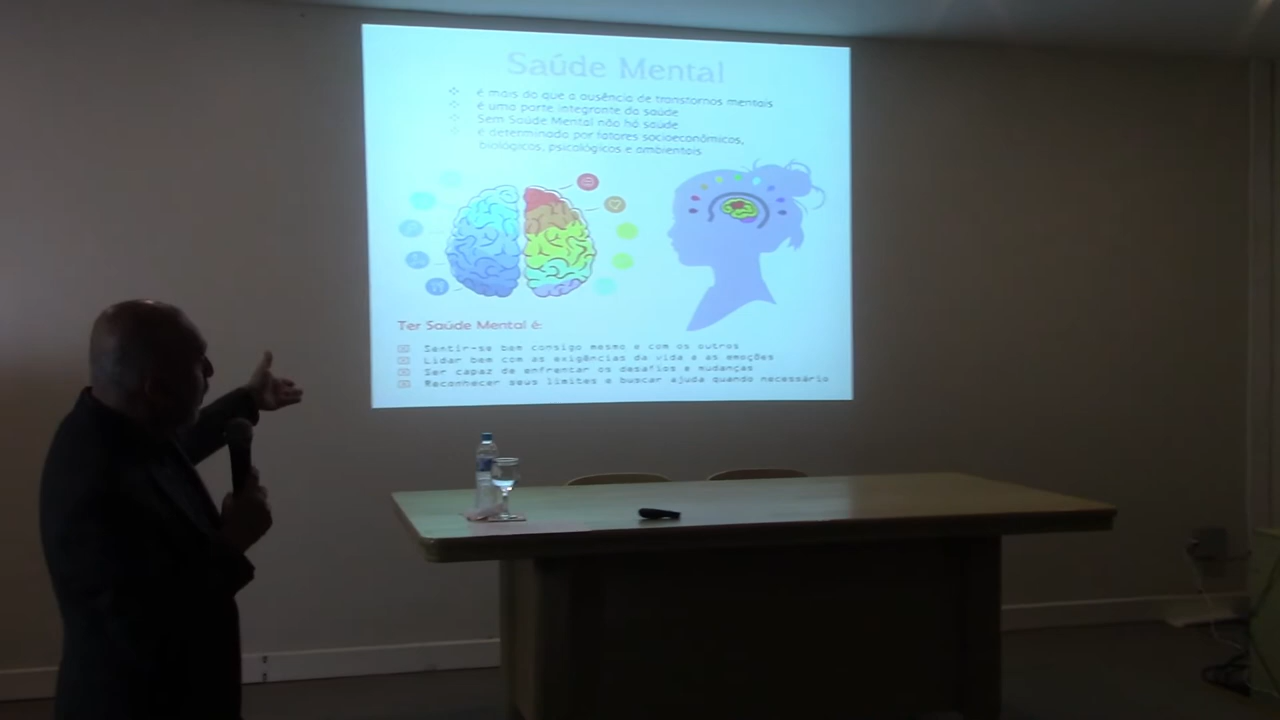 Saúde Mental
é mais do que a ausência de transtornos mentais
é uma parte integrante da saúde
Sem Saúde Mental não há saúde
é determinada por fatores socioeconômicos,
biológicos, psicológicos e ambientais
Ter Saúde Mental é:
Sentir-se bem consigo mesmo e com os outros
Lidar bem com as exigências da vida e as emoções
Ser capaz de enfrentar os desafios e mudanças
Reconhecer seus limites e buscar ajuda quando necessário